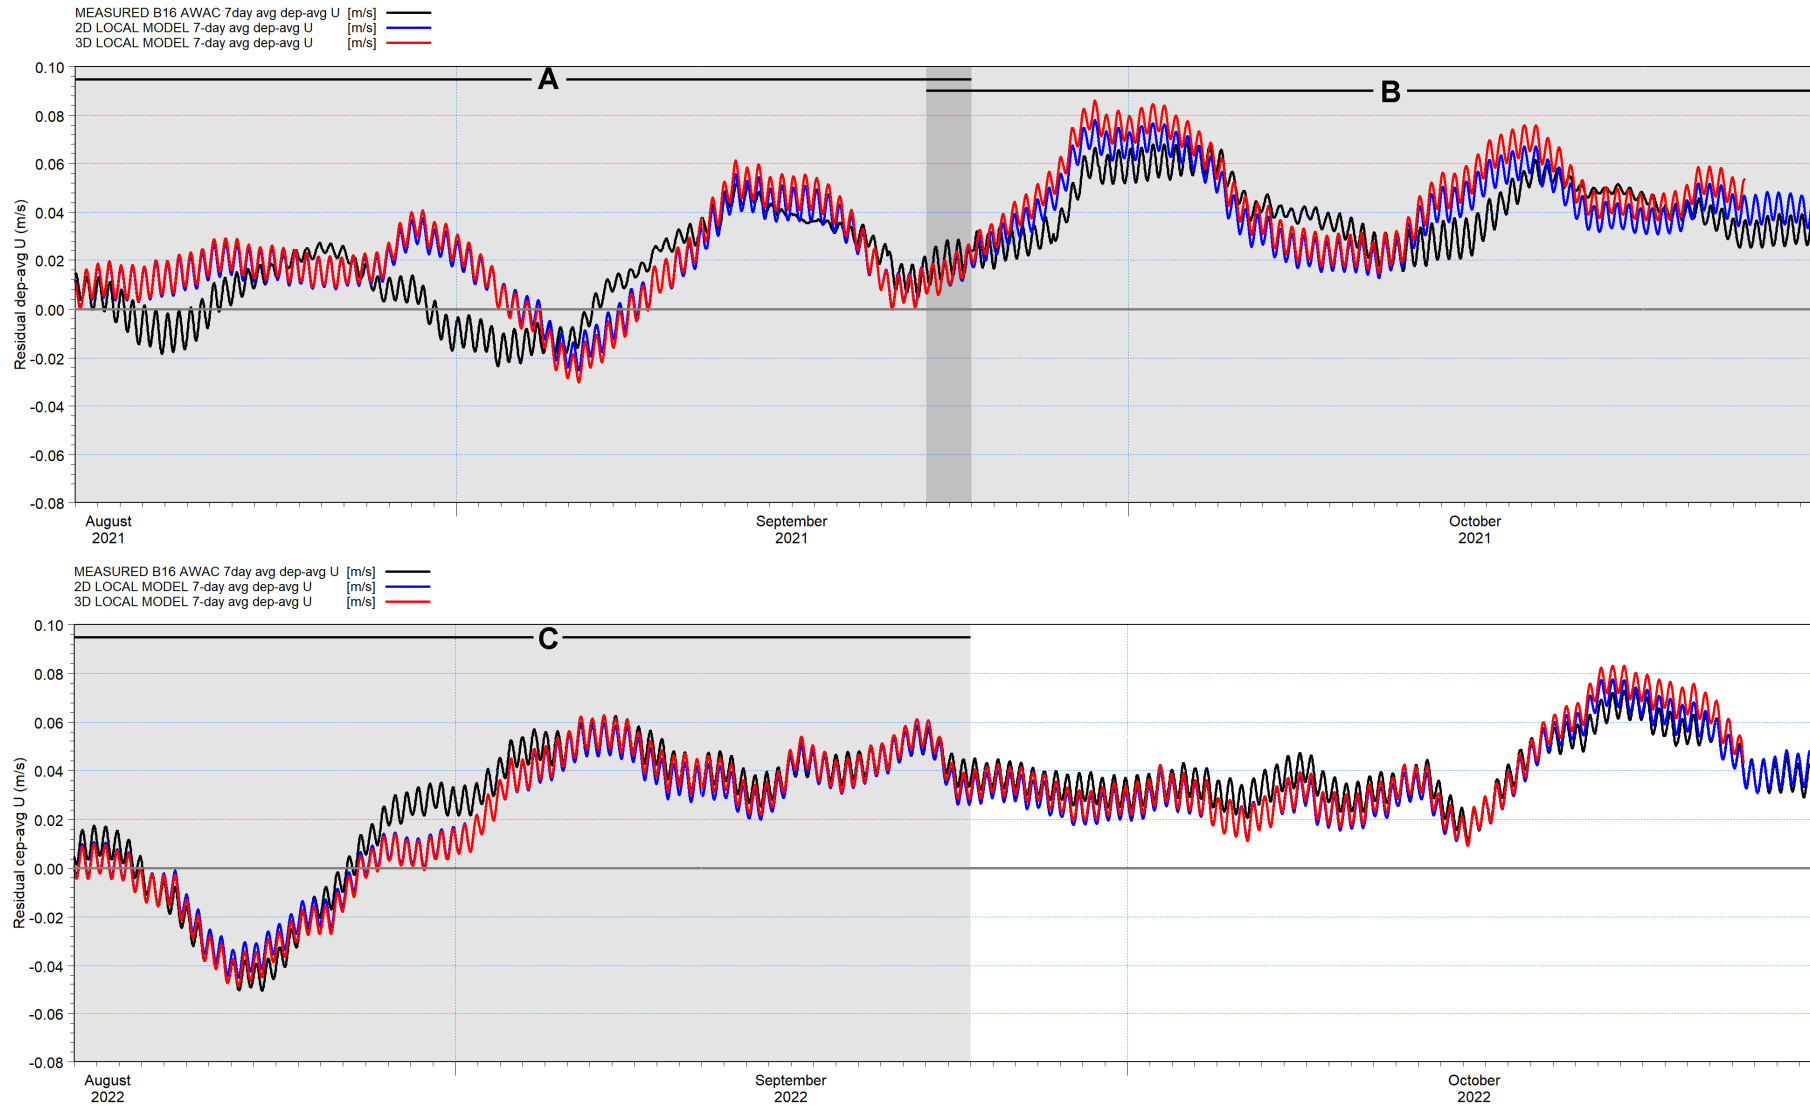 MEASURED B16 AWAC 7day avg dep-avg U [m/s]
2D LOCAL MODEL 7-day avg dep-avg U [m/s]
3D LOCAL MODEL 7-day avg dep-avg U [m/s]
A
B
Residual dep-avg U (m/s)
0.10
0.08
0.06
0.04
0.02
0.00
-0.02
-0.04
-0.06
-0.08
August September October
2021 2021 2021
MEASURED B16 AWAC 7day avg dep-avg U [m/s]
2D LOCAL MODEL 7-day avg dep-avg U [m/s]
3D LOCAL MODEL 7-day avg dep-avg U [m/s]
C
Residual cep-avg U (m/s)
0.10
0.08
0.06
0.04
0.02
0.00
-0.02
-0.04
-0.06
-0.08
August September October
2022 2022 2022